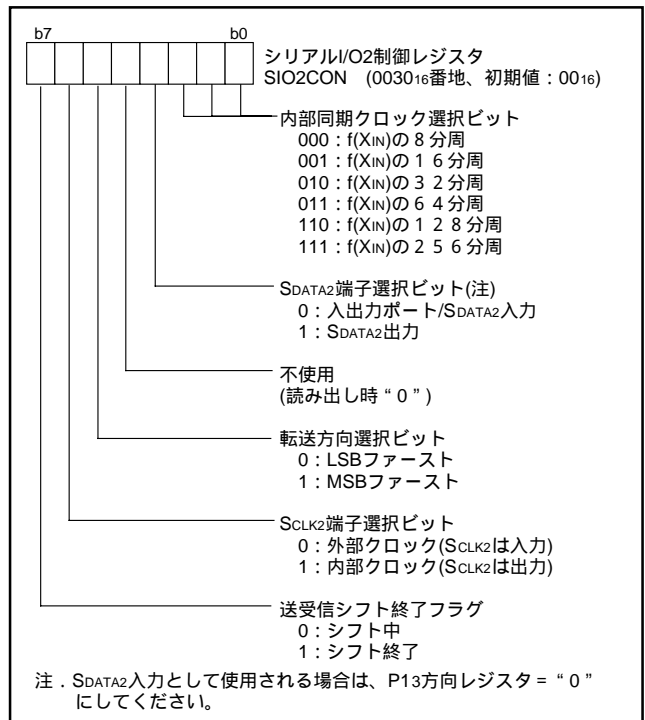 b7 b0
シリアルI/O2制御レジスタ
SIO2CON (003016番地、初期値：0016)
内部同期クロック選択ビット
000：f(XIN)の８分周
001：f(XIN)の１６分周
010：f(XIN)の３２分周
011：f(XIN)の６４分周
110：f(XIN)の１２８分周
111：f(XIN)の２５６分周
SDATA2端子選択ビット(注)
0：入出力ポート/SDATA2入力
1：SDATA2出力
不使用
(読み出し時“0”)
転送方向選択ビット
0：LSBファースト
1：MSBファースト
SCLK2端子選択ビット
0：外部クロック(SCLK2は入力)
1：内部クロック(SCLK2は出力)
送受信シフト終了フラグ
0：シフト中
1：シフト終了
注．SDATA2入力として使用される場合は、P13方向レジスタ=“0”
にしてください。